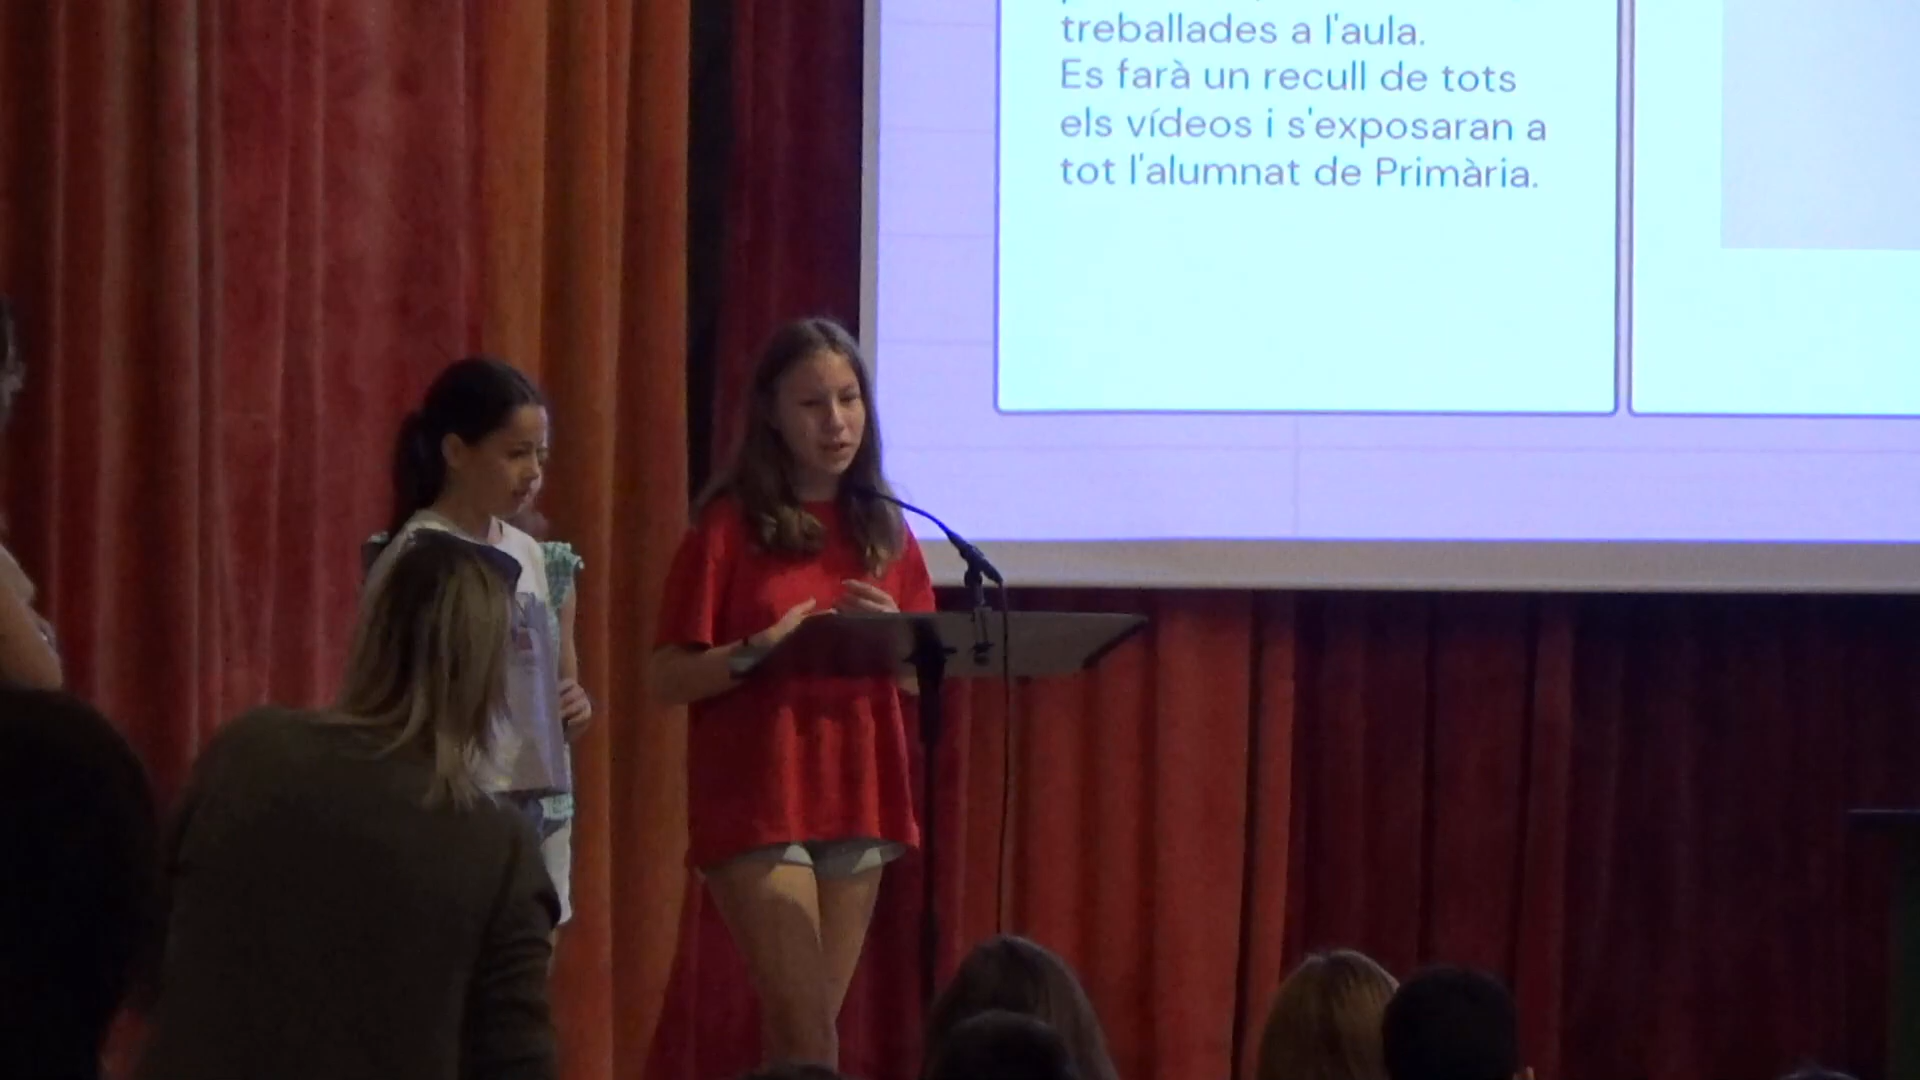 treballades a l'aula.
Es farà un recull de tots
els vídeos i s'exposaran a
tot l'alumnat de Primària.